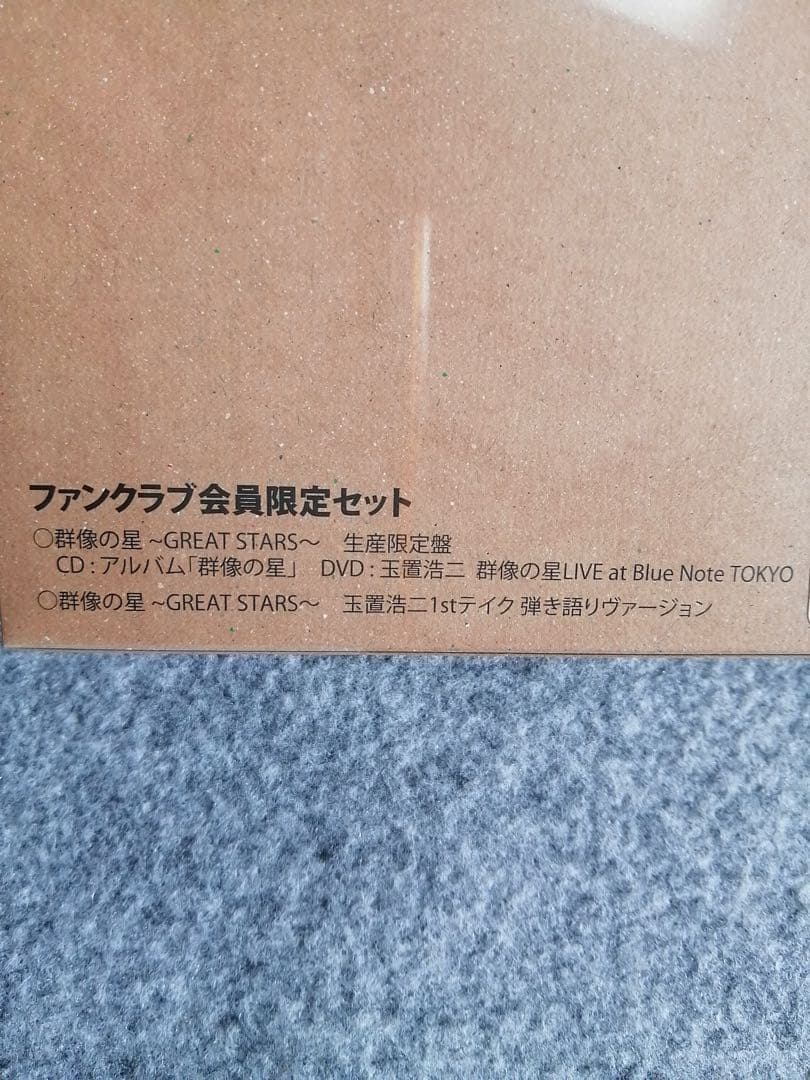 ファンクラブ会員限定セット
○群像の星 ~GREAT STARS～　生産限定盤
CD : アルバム「群像の星」　DVD : 玉置浩二 群像の星LIVE at Blue Note TOKYO
○群像の星 ~GREAT STARS～　玉置浩二1stテイク 弾き語りヴァージョン